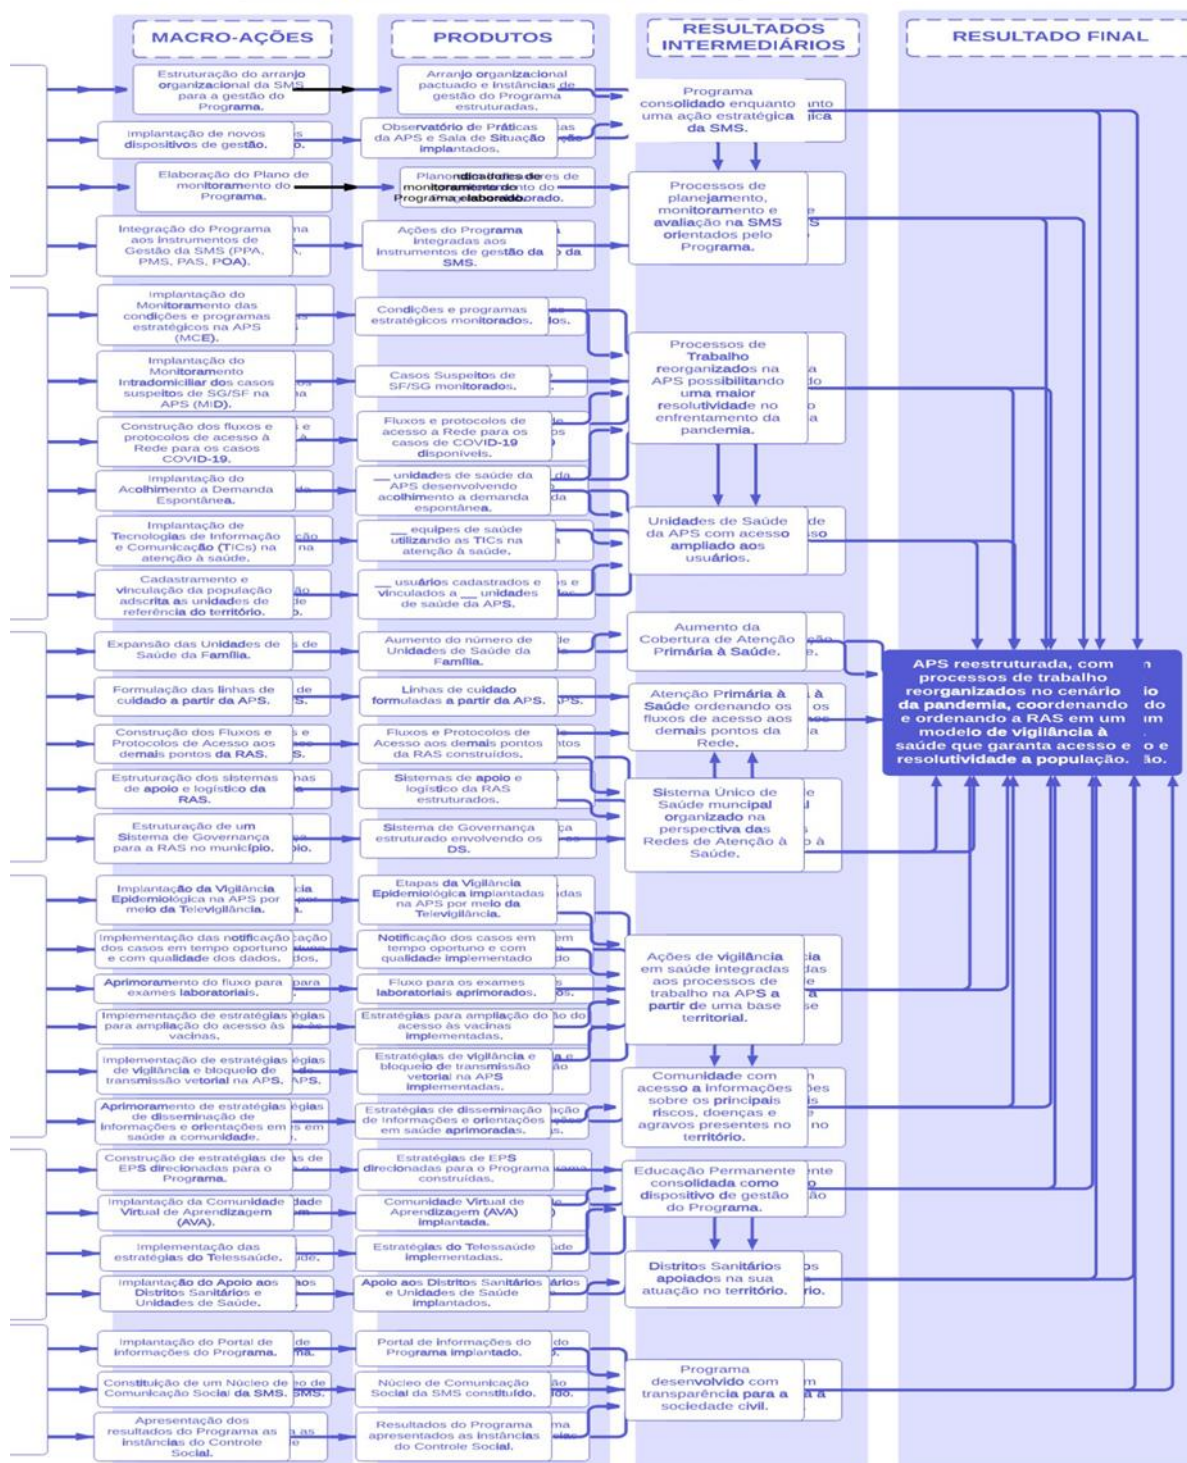 MACRO-AÇÕES
PRODUTOS
RESULTADOS
INTERMEDIÁRIOS
RESULTADO FINAL
Estruturação do arranjo
organizacional da SMS
para a gestão do
Programa.
Arranjo organizacional
pactuado e instâncias de
gestão do Programa
estruturadas.
Programa
consolidado enquanto
uma ação estratégica
da SMS.
Implantação de novos
dispositivos de gestão.
Observatório de Práticas
da APS e Sala de Situação
implantados.
Elaboração do Plano de
monitoramento do
Programa.
monitoramento do
Programa elaborado.
Processos de
planejamento,
monitoramento e
avaliação na SMS
orientados pelo
Programa.
Integração do Programa
aos instrumentos de
Gestão da SMS (PPA,
PMS, PAS, POA).
Ações do Programa
integradas aos
instrumentos de gestão da
SMS.
Implantação do
Monitoramento das
condições e programas
estratégicos na APS
(MCE).
Condições e programas
estratégicos monitorados.
Processos de
Trabalho
reorganizados na
APS possibilitando
uma maior
resolutividade no
enfrentamento da
pandemia.
Implantação do
Monitoramento
Intradomiciliar dos casos
suspeitos de SG/SF na
APS (MID).
Casos Suspeitos de
SF/SG monitorados.
Construção dos fluxos e
protocolos de acesso à
Rede para os casos
COVID-19.
Fluxos e protocolos de
acesso a Rede para os
casos de COVID-19
disponíveis.
Implantação do
Acolhimento a Demanda
Espontânea.
__ unidades de saúde da
APS desenvolvendo
acolhimento a demanda
espontânea.
Unidades de Saúde
da APS com acesso
ampliado aos
usuários.
Implantação de
Tecnologias de Informação
e Comunicação (TICs) na
atenção à saúde.
__ equipes de saúde
utilizando as TICs na
atenção à saúde.
Cadastramento e
vinculação da população
adscrita as unidades de
referência do território.
__ usuários cadastrados e
vinculados a __ unidades
de saúde da APS.
Expansão das Unidades de
Saúde da Família.
Aumento do número de
Unidades de Saúde da
Família.
Aumento da
Cobertura de Atenção
Primária à Saúde.
APS reestruturada, com
processos de trabalho
reorganizados no cenário
da pandemia, coordenando
e ordenando a RAS em um
modelo de vigilância à
saúde que garanta acesso e
resolutividade a população.
Formulação das linhas de
cuidado a partir da APS.
Linhas de cuidado
formuladas a partir da APS.
Atenção Primária à
Saúde ordenando os
fluxos de acesso aos
demais pontos da
Rede.
Construção dos Fluxos e
Protocolos de Acesso aos
demais pontos da RAS.
Fluxos e Protocolos de
Acesso aos demais pontos
da RAS construídos.
Estruturação dos sistemas
de apoio e logístico da
RAS.
Sistemas de apoio e
logístico da RAS
estruturados.
Sistema Único de
Saúde muncipal
organizado na
perspectiva das
Redes de Atenção à
Saúde.
Estruturação de um
Sistema de Governança
para a RAS no município.
Sistema de Governança
estruturado envolvendo os
DS.
Implantação da Vigilância
Epidemiológica na APS por
meio da Televigilância.
Etapas da Vigilância
Epidemiológica implantadas
na APS por meio da
Televigilância.
Implementação das notificação
dos casos em tempo oportuno
e com qualidade dos dados.
Notificação dos casos em
tempo oportuno e com
qualidade implementado
Ações de vigilância
em saúde integradas
aos processos de
trabalho na APS a
partir de uma base
territorial.
Aprimoramento do fluxo para
exames laboratoriais.
Fluxo para os exames
laboratoriais aprimorados.
Implementação de estratégias
para ampliação do acesso às
vacinas.
Estratégias para ampliação do
acesso às vacinas
implementadas.
Implementação de estratégias
de vigilância e bloqueio de
transmissão vetorial na APS.
Estratégias de vigilância e
bloqueio de transmissão
vetorial na APS
implementadas.
Comunidade com
acesso a informações
sobre os principais
riscos, doenças e
agravos presentes no
território.
Aprimoramento de estratégias
de disseminação de
informações e orientações em
saúde a comunidade.
Estratégias de disseminação
de informações e orientações
em saúde aprimoradas.
Construção de estratégias de
EPS direcionadas para o
Programa.
Estratégias de EPS
direcionadas para o Programa
construídas.
Educação Permanente
consolidada como
dispositivo de gestão
do Programa.
Implantação da Comunidade
Virtual de Aprendizagem
(AVA).
Comunidade Virtual de
Aprendizagem (AVA)
implantada.
Implementação das
estratégias do Telessaúde.
Estratégias do Telessaúde
implementadas.
Distritos Sanitários
apoiados na sua
atuação no território.
Implantação do Apoio aos
Distritos Sanitários e
Unidades de Saúde.
Apoio aos Distritos Sanitários
e Unidades de Saúde
implantados.
Implantação do Portal de
informações do Programa.
Portal de informações do
Programa implantado.
Programa
desenvolvido com
transparência para a
sociedade civil.
Constituição de um Núcleo de
Comunicação Social da SMS.
Núcleo de Comunicação
Social da SMS constituído.
Apresentação dos
resultados do Programa as
instâncias do Controle
Social.
Resultados do Programa
apresentados as instâncias
do Controle Social.